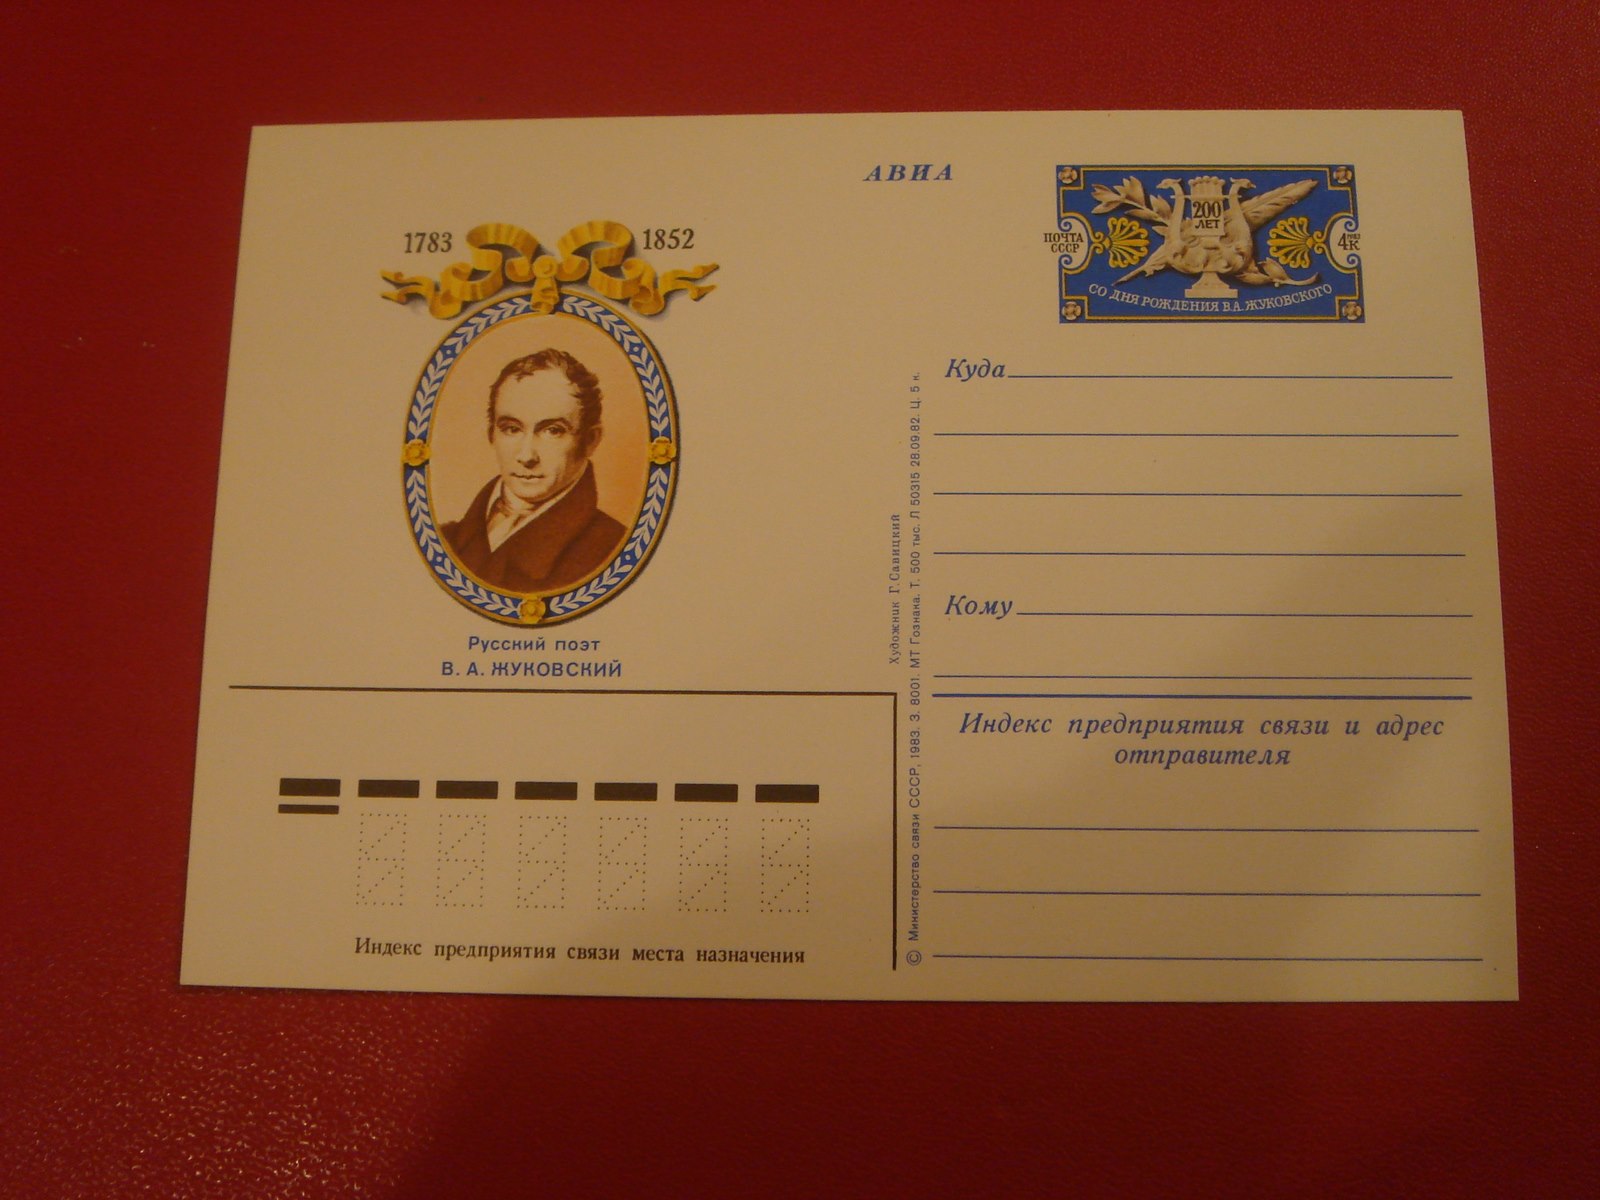 АВИА
1783
1852
200
ЛЕТ
ПОЧТА
СССР
4К
1983
СО ДНЯ РОЖДЕНИЯ В.А.ЖУКОВСКОГО
Русский поэт
В. А. ЖУКОВСКИЙ
Куда
Кому
Индекс предприятия связи и адрес
отправителя
Индекс предприятия связи места назначения
Художник Г. Савицкий
© Министерство связи СССР, 1983. З. 8001. МТ Гознака. Т. 500 тыс. Л 50315 28.09.82. Ц. 5 к.